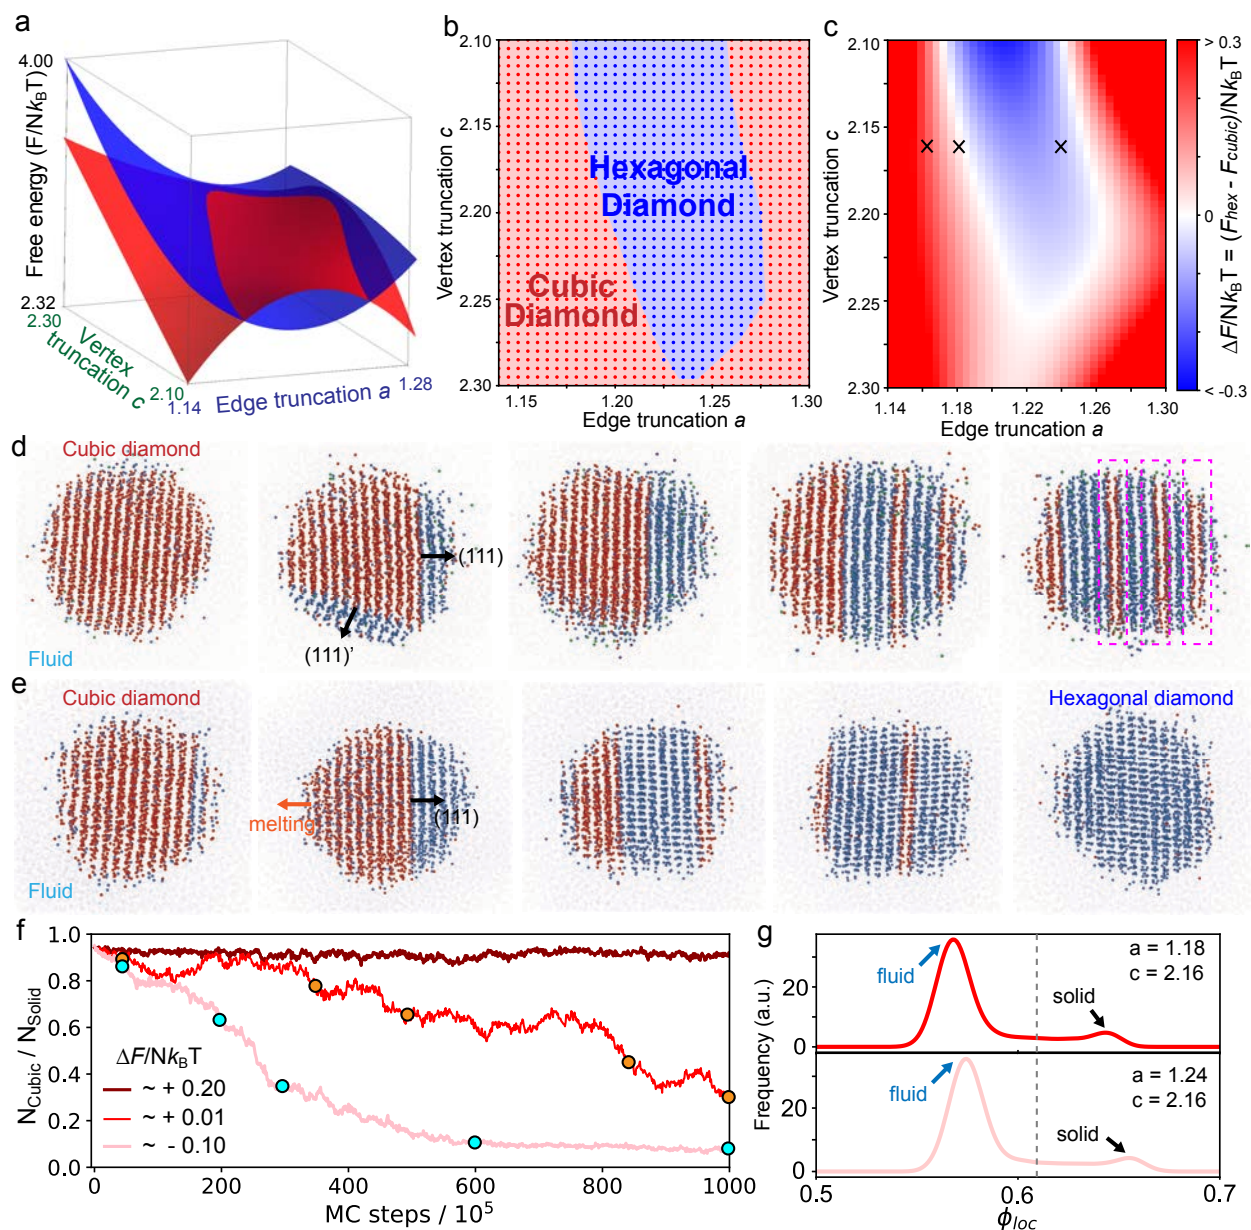 a
4.00
Free energy (F/Nk_BT)
2.32
2.30
Vertex
truncation c
2.10
1.14
Edge truncation a
1.28
b
2.10
2.15
2.20
2.25
2.30
Vertex truncation c
Hexagonal
Diamond
Cubic
Diamond
1.15
1.20
1.25
1.30
Edge truncation a
c
2.10
2.15
2.20
2.25
2.30
Vertex truncation c
1.14
1.18
1.22
1.26
1.30
Edge truncation a
> 0.3
0
< -0.3
ΔF/Nk_BT = (F_hex - F_cubic)/Nk_BT
d
Cubic diamond
Fluid
(111)
(111)'
e
Cubic diamond
Hexagonal diamond
Fluid
melting
(111)
f
1.0
0.8
0.6
0.4
0.2
0.0
N_Cubic / N_Solid
ΔF/Nk_BT
~ + 0.20
~ + 0.01
~ - 0.10
0
200
400
600
800
1000
MC steps / 10^5
g
Frequency (a.u.)
20
0
fluid
solid
a = 1.18
c = 2.16
20
0
fluid
solid
a = 1.24
c = 2.16
0.5
0.6
0.7
ϕ_loc